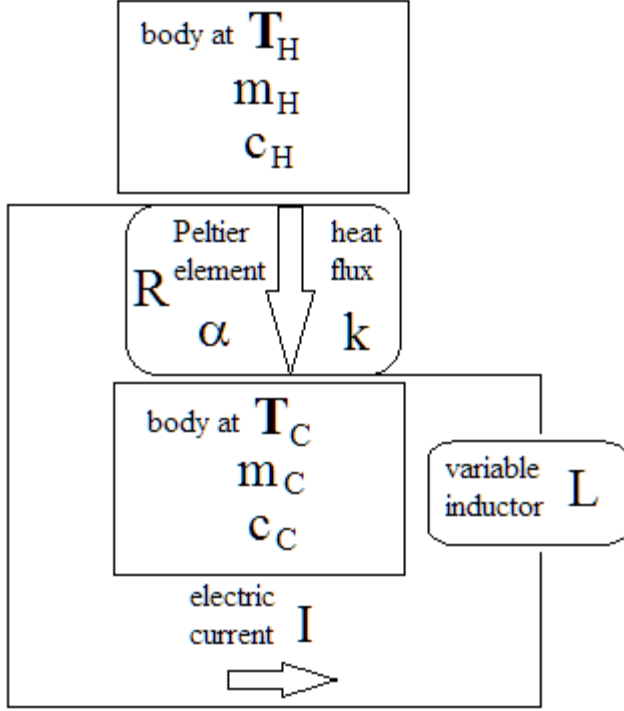 body at T_H
m_H
c_H
Peltier element
R
α
heat flux
k
body at T_C
m_C
c_C
variable inductor L
electric current I